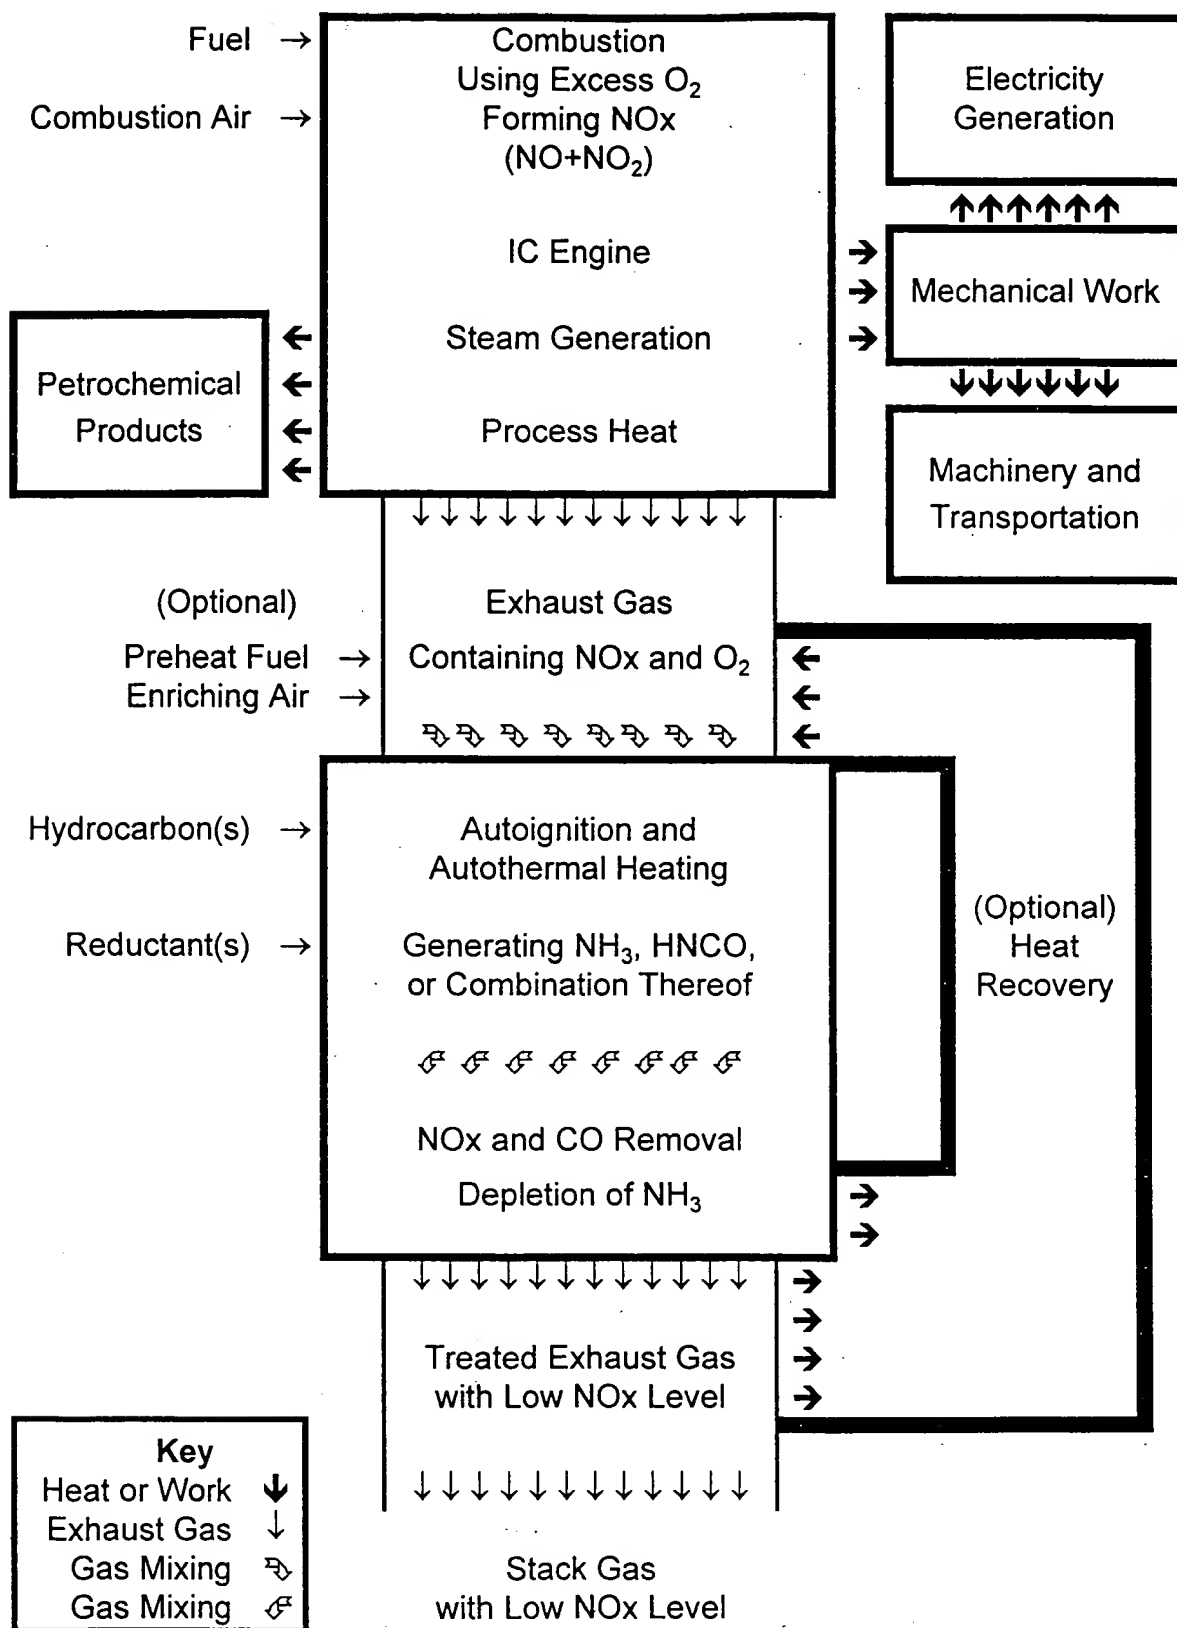 Fuel →
Combustion Air →
Combustion
Using Excess O₂
Forming NOx
(NO+NO₂)
IC Engine
Steam Generation
Process Heat
Electricity
Generation
Mechanical Work
Machinery and
Transportation
Petrochemical
Products
(Optional)
Preheat Fuel →
Enriching Air →
Exhaust Gas
Containing NOx and O₂
Hydrocarbon(s) →
Reductant(s) →
Autoignition and
Autothermal Heating
Generating NH₃, HNCO,
or Combination Thereof
NOx and CO Removal
Depletion of NH₃
(Optional)
Heat
Recovery
Treated Exhaust Gas
with Low NOx Level
Stack Gas
with Low NOx Level
Key
Heat or Work
Exhaust Gas
Gas Mixing
Gas Mixing